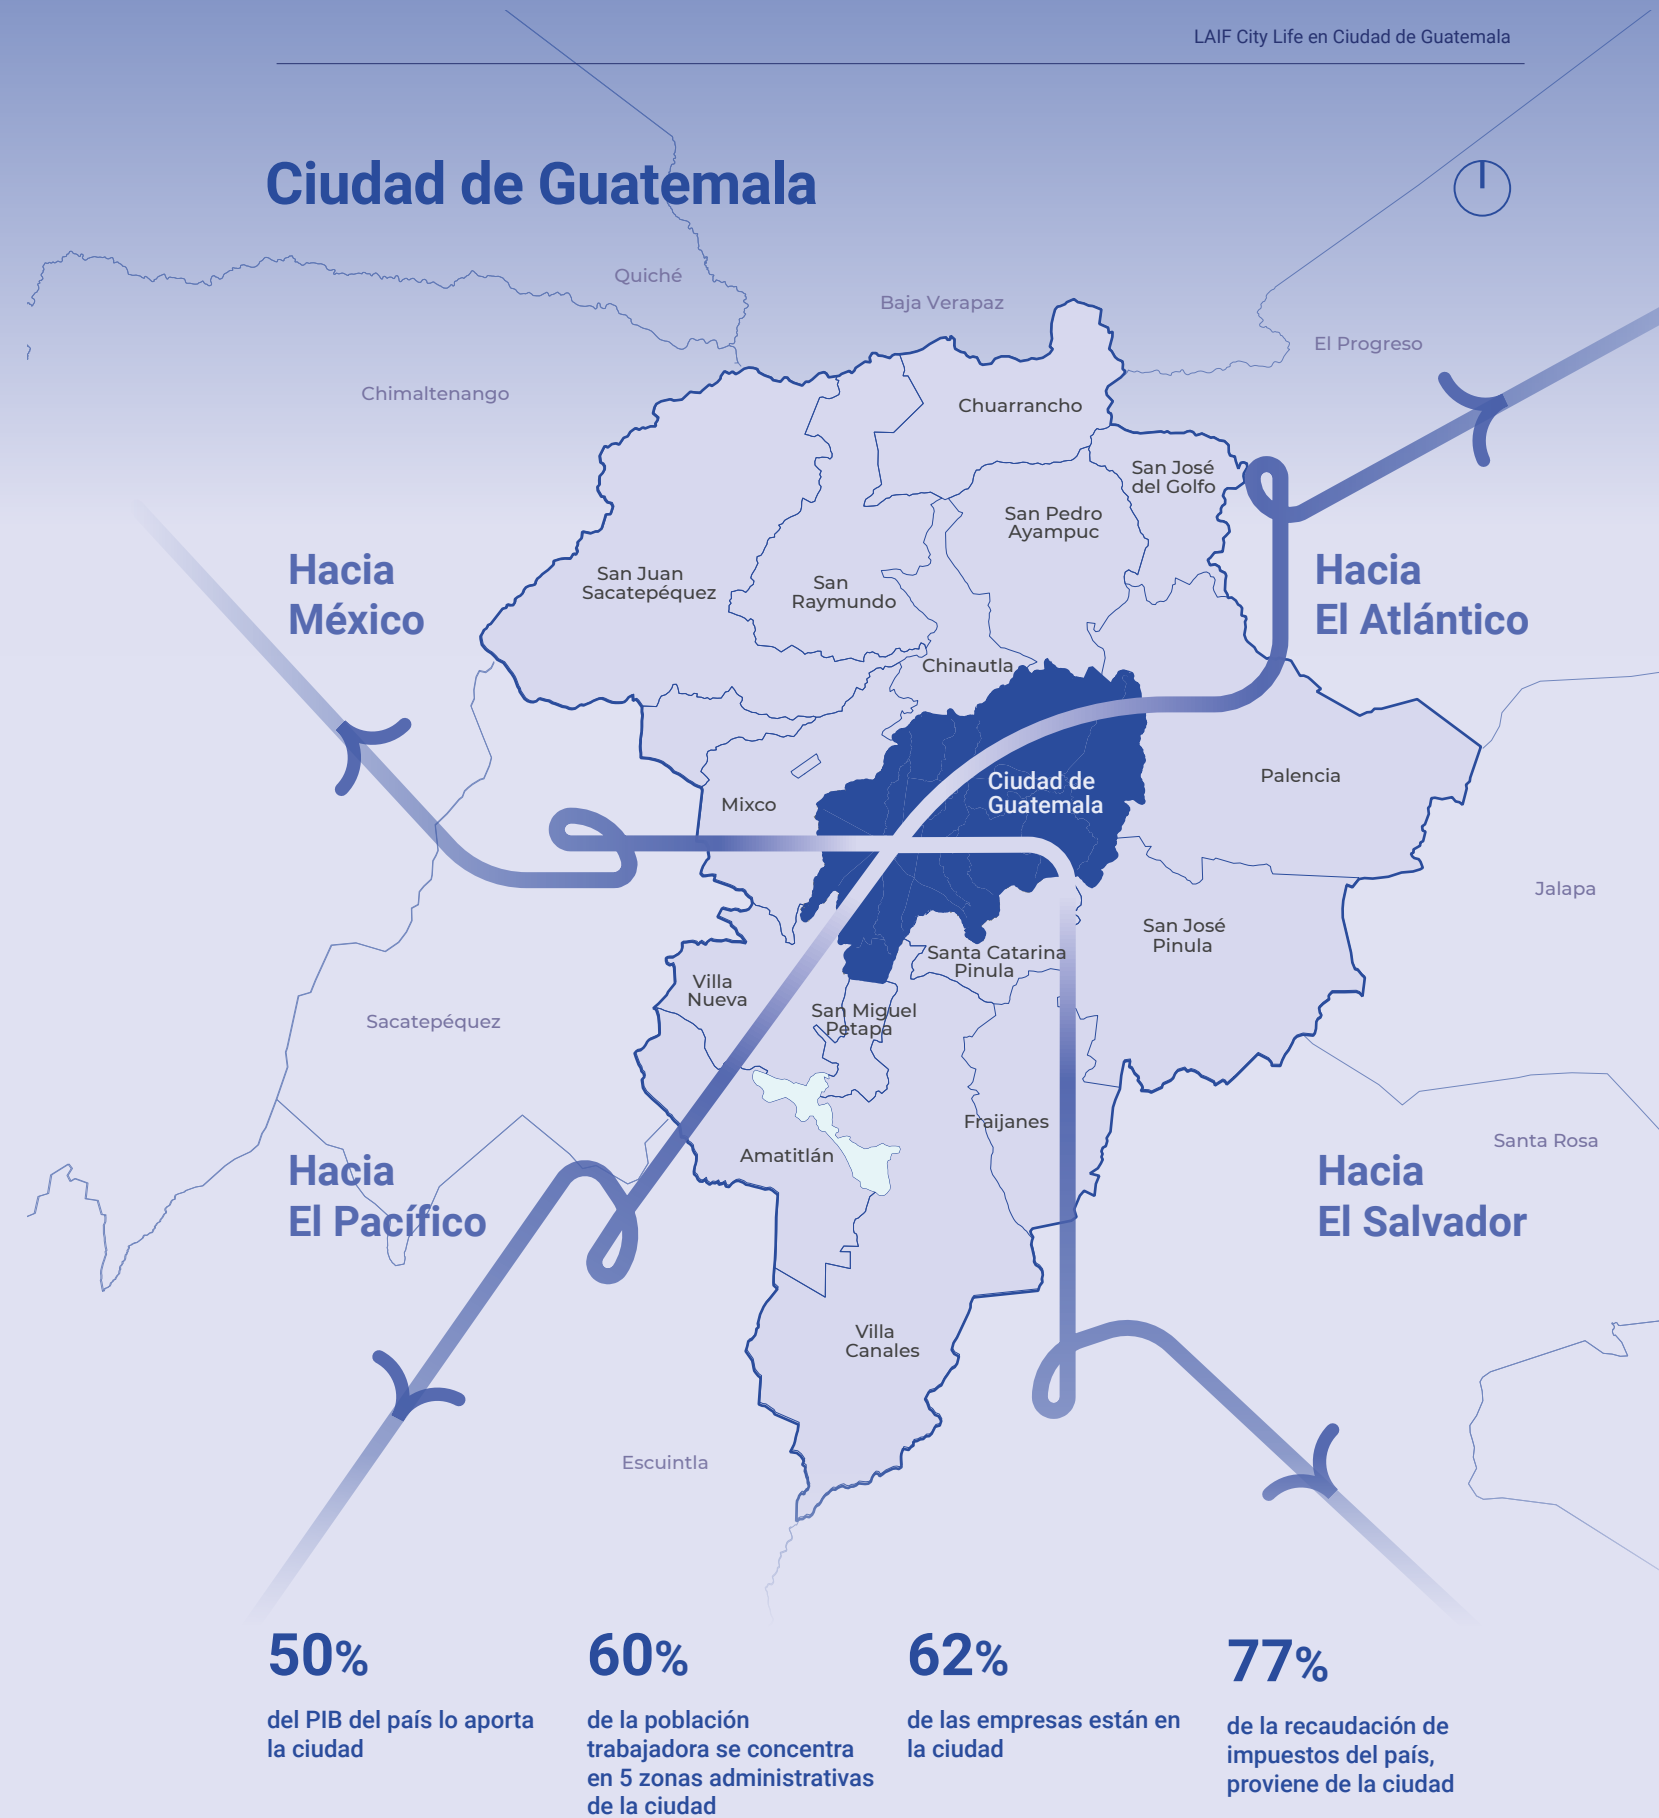 LAIF City Life en Ciudad de Guatemala
Ciudad de Guatemala
Quiché
Baja Verapaz
El Progreso
Chimaltenango
Chuarrancho
San José
del Golfo
San Pedro
Ayampuc
Hacia
México
San Juan
Sacatepéquez
San
Raymundo
Hacia
El Atlántico
Chinautla
Ciudad de
Guatemala
Palencia
Mixco
Jalapa
San José
Pinula
Santa Catarina
Pinula
Villa
Nueva
San Miguel
Petapa
Sacatepéquez
Fraijanes
Santa Rosa
Amatitlán
Hacia
El Pacífico
Hacia
El Salvador
Villa
Canales
Escuintla
50%
del PIB del país lo aporta
la ciudad
60%
de la población
trabajadora se concentra
en 5 zonas administrativas
de la ciudad
62%
de las empresas están en
la ciudad
77%
de la recaudación de
impuestos del país,
proviene de la ciudad